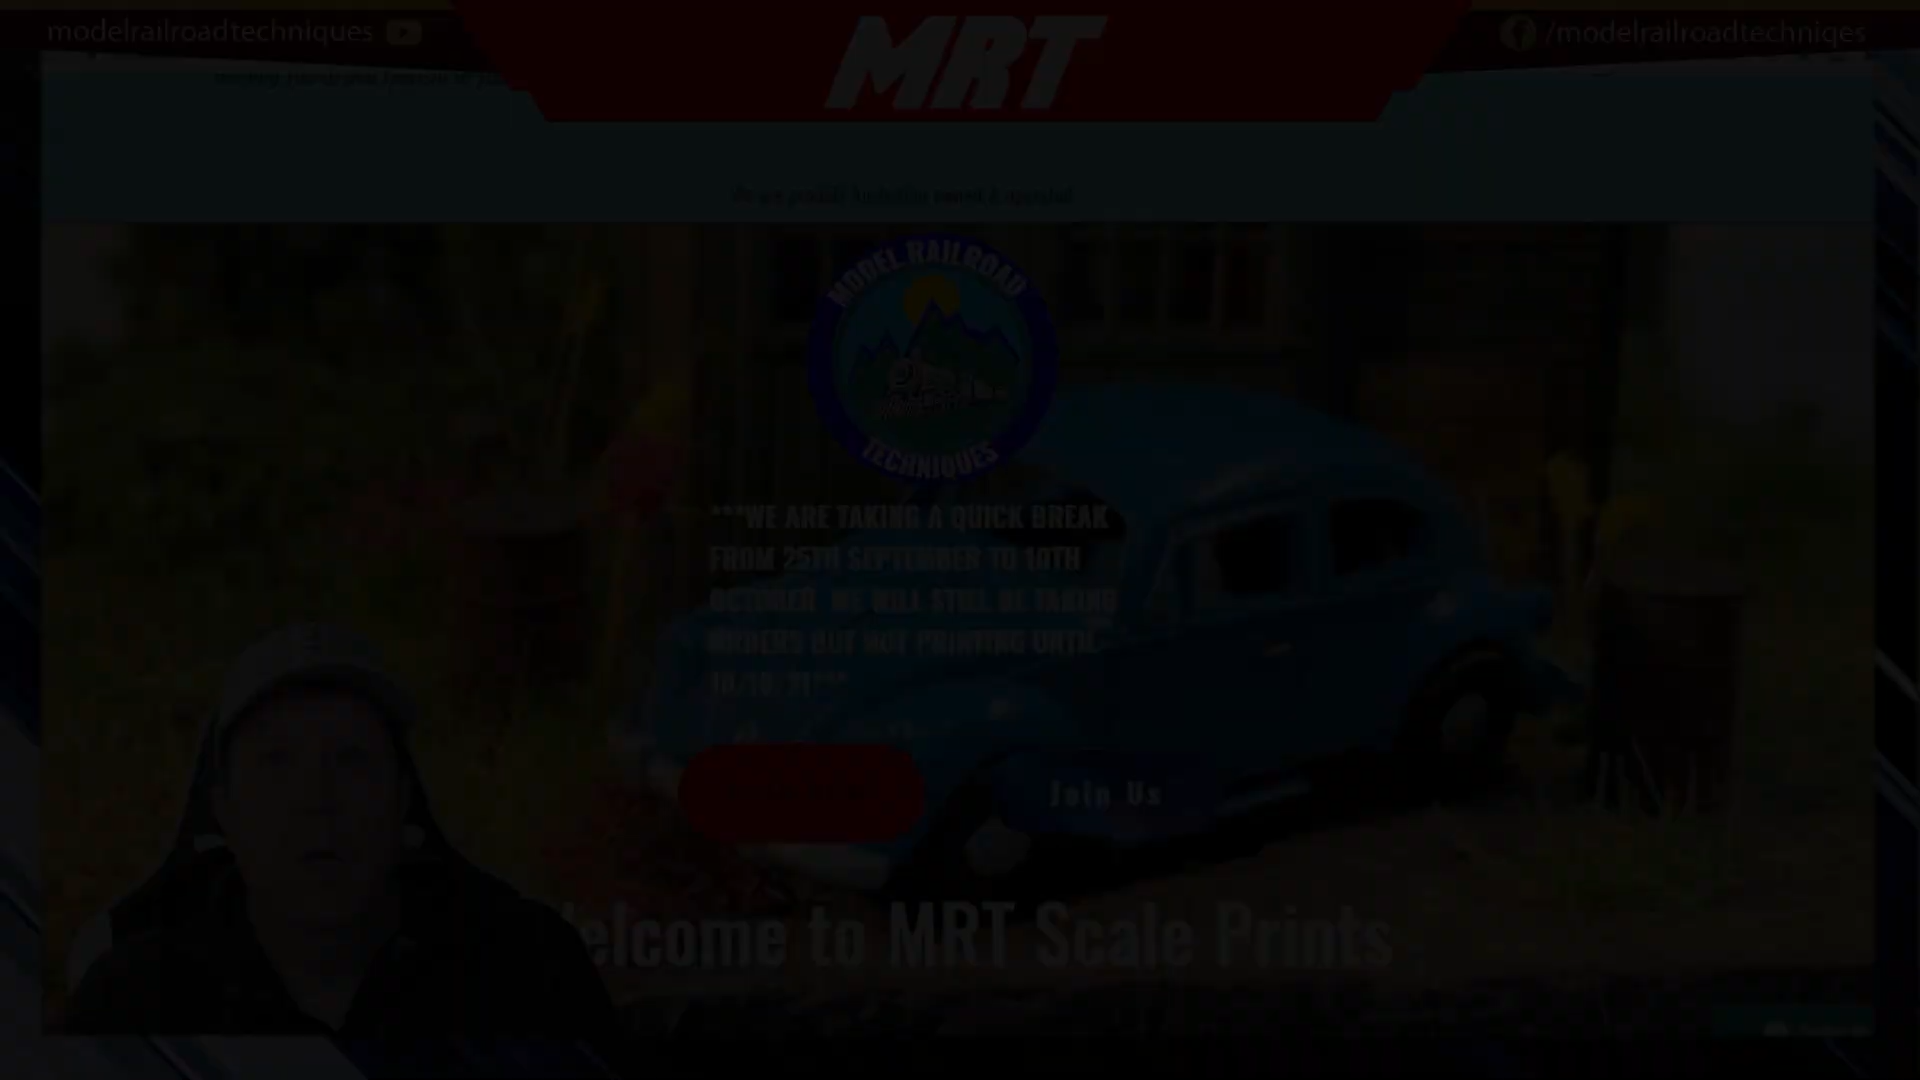 modelrailroadtechniques
MRT
/modelrailroadtechniqes
MODEL RAILROAD
TECHNIQUES
***WE ARE TAKING A QUICK BREAK
FROM 25TH SEPTEMBER TO 10TH
OCTOBER WE WILL STILL BE TAKING
ORDERS BUT NOT PRINTING UNTIL
10/10/21***
Join Us
elcome to MRT Scale Prints